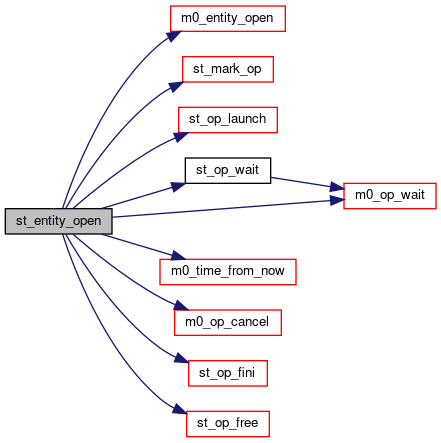 m0_entity_open
st_mark_op
st_op_launch
st_op_wait
m0_op_wait
st_entity_open
m0_time_from_now
m0_op_cancel
st_op_fini
st_op_free